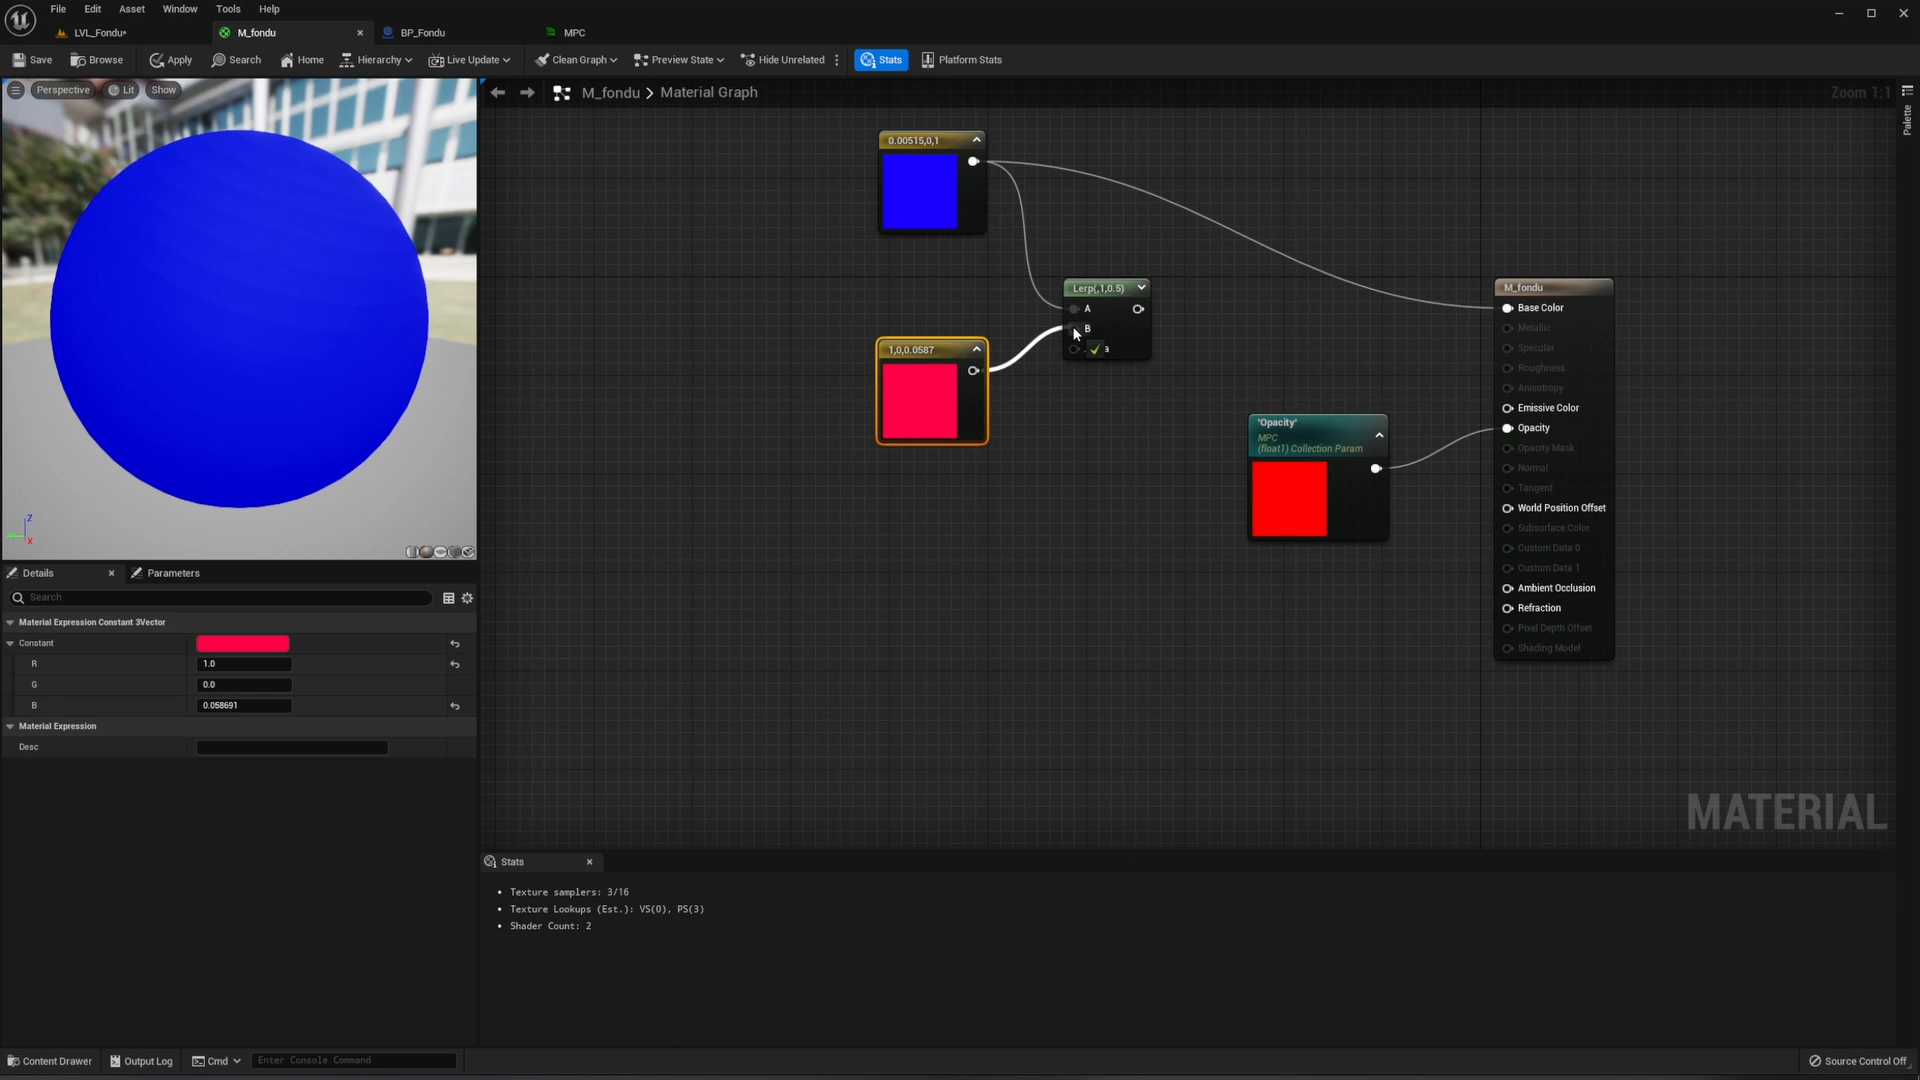 File Edit Asset Window Tools Help
LVL_Fondu* M_fondu BP_Fondu MPC
Save Browse Apply Search Home Hierarchy Live Update Clean Graph Preview State Hide Unrelated Stats Platform Stats
Perspective Lit Show
M_fondu > Material Graph Zoom 1:1
Palette
0.00515,0,1
Lerp(,1,0.5)
A
B
a
1,0,0.0587
'Opacity'
MPC
(float1) Collection Param
M_fondu
Base Color
Metallic
Specular
Roughness
Anisotropy
Emissive Color
Opacity
Opacity Mask
Normal
Tangent
World Position Offset
Subsurface Color
Custom Data 0
Custom Data 1
Ambient Occlusion
Refraction
Pixel Depth Offset
Shading Model
MATERIAL
Z
X
Details Parameters
Search
Material Expression Constant 3Vector
Constant
R 1.0
G 0.0
B 0.058691
Material Expression
Desc
Stats
Texture samplers: 3/16
Texture Lookups (Est.): VS(0), PS(3)
Shader Count: 2
Content Drawer Output Log Cmd Enter Console Command Source Control Off